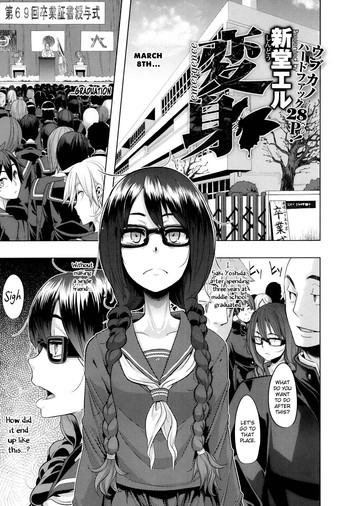 第69回卒業証書授与式
GRADUATION
MARCH
8TH...
ウブカノ
ハードファック28P!
新堂エル
変身
Emergence
卒業式
Without
making
a single
friend...
Saki Yoshida,
after spending
three years at
middle school,
graduated...
Sigh
How did
it end
up like
this...?
WHAT DO
YOU WANT
TO DO
AFTER
THIS?
LET'S
GO TO
THAT
PLACE.